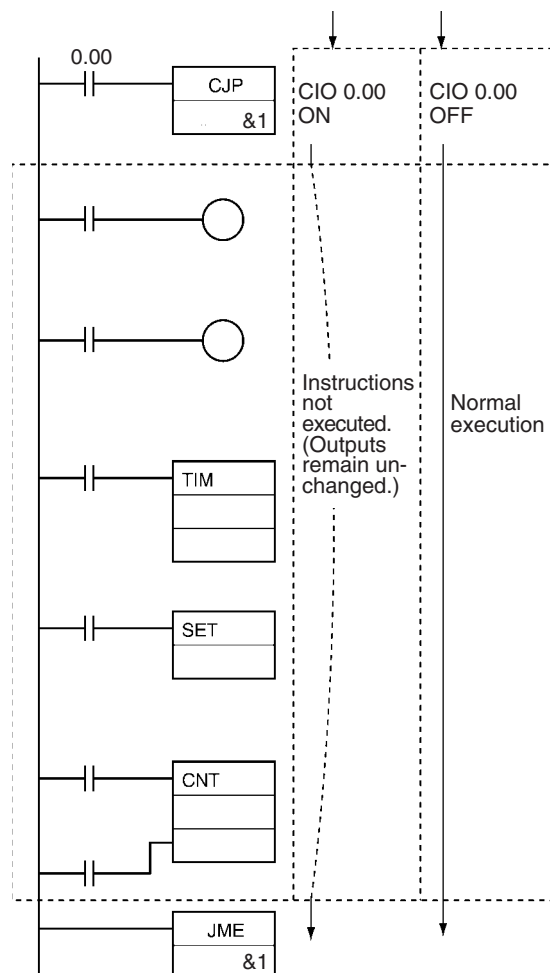 0.00
CJP
&1
CIO 0.00
ON
CIO 0.00
OFF
Instructions
not
executed.
(Outputs
remain un-
changed.)
Normal
execution
TIM
SET
CNT
JME
&1